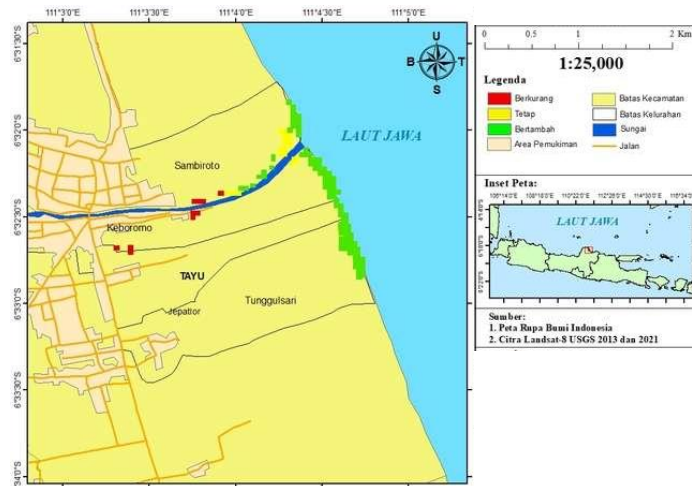 111°3'0"E 111°3'30"E 111°4'0"E 111°4'30"E 111°5'0"E
6°31'30"S
6°32'0"S
6°32'30"S
6°33'0"S
6°33'30"S
6°34'0"S
U
B T
S
LAUT JAWA
Sambiroto
Keboromo
TAYU
Jepattor
Tunggulsari
0 0.5 1 2 Km
1:25,000
Legenda
Berkurang
Tetap
Bertambah
Area Pemukiman
Batas Kecamatan
Batas Kelurahan
Sungai
Jalan
Inset Peta:
LAUT JAWA
Sumber:
1. Peta Rupa Bumi Indonesia
2. Citra Landsat-8 USGS 2013 dan 2021